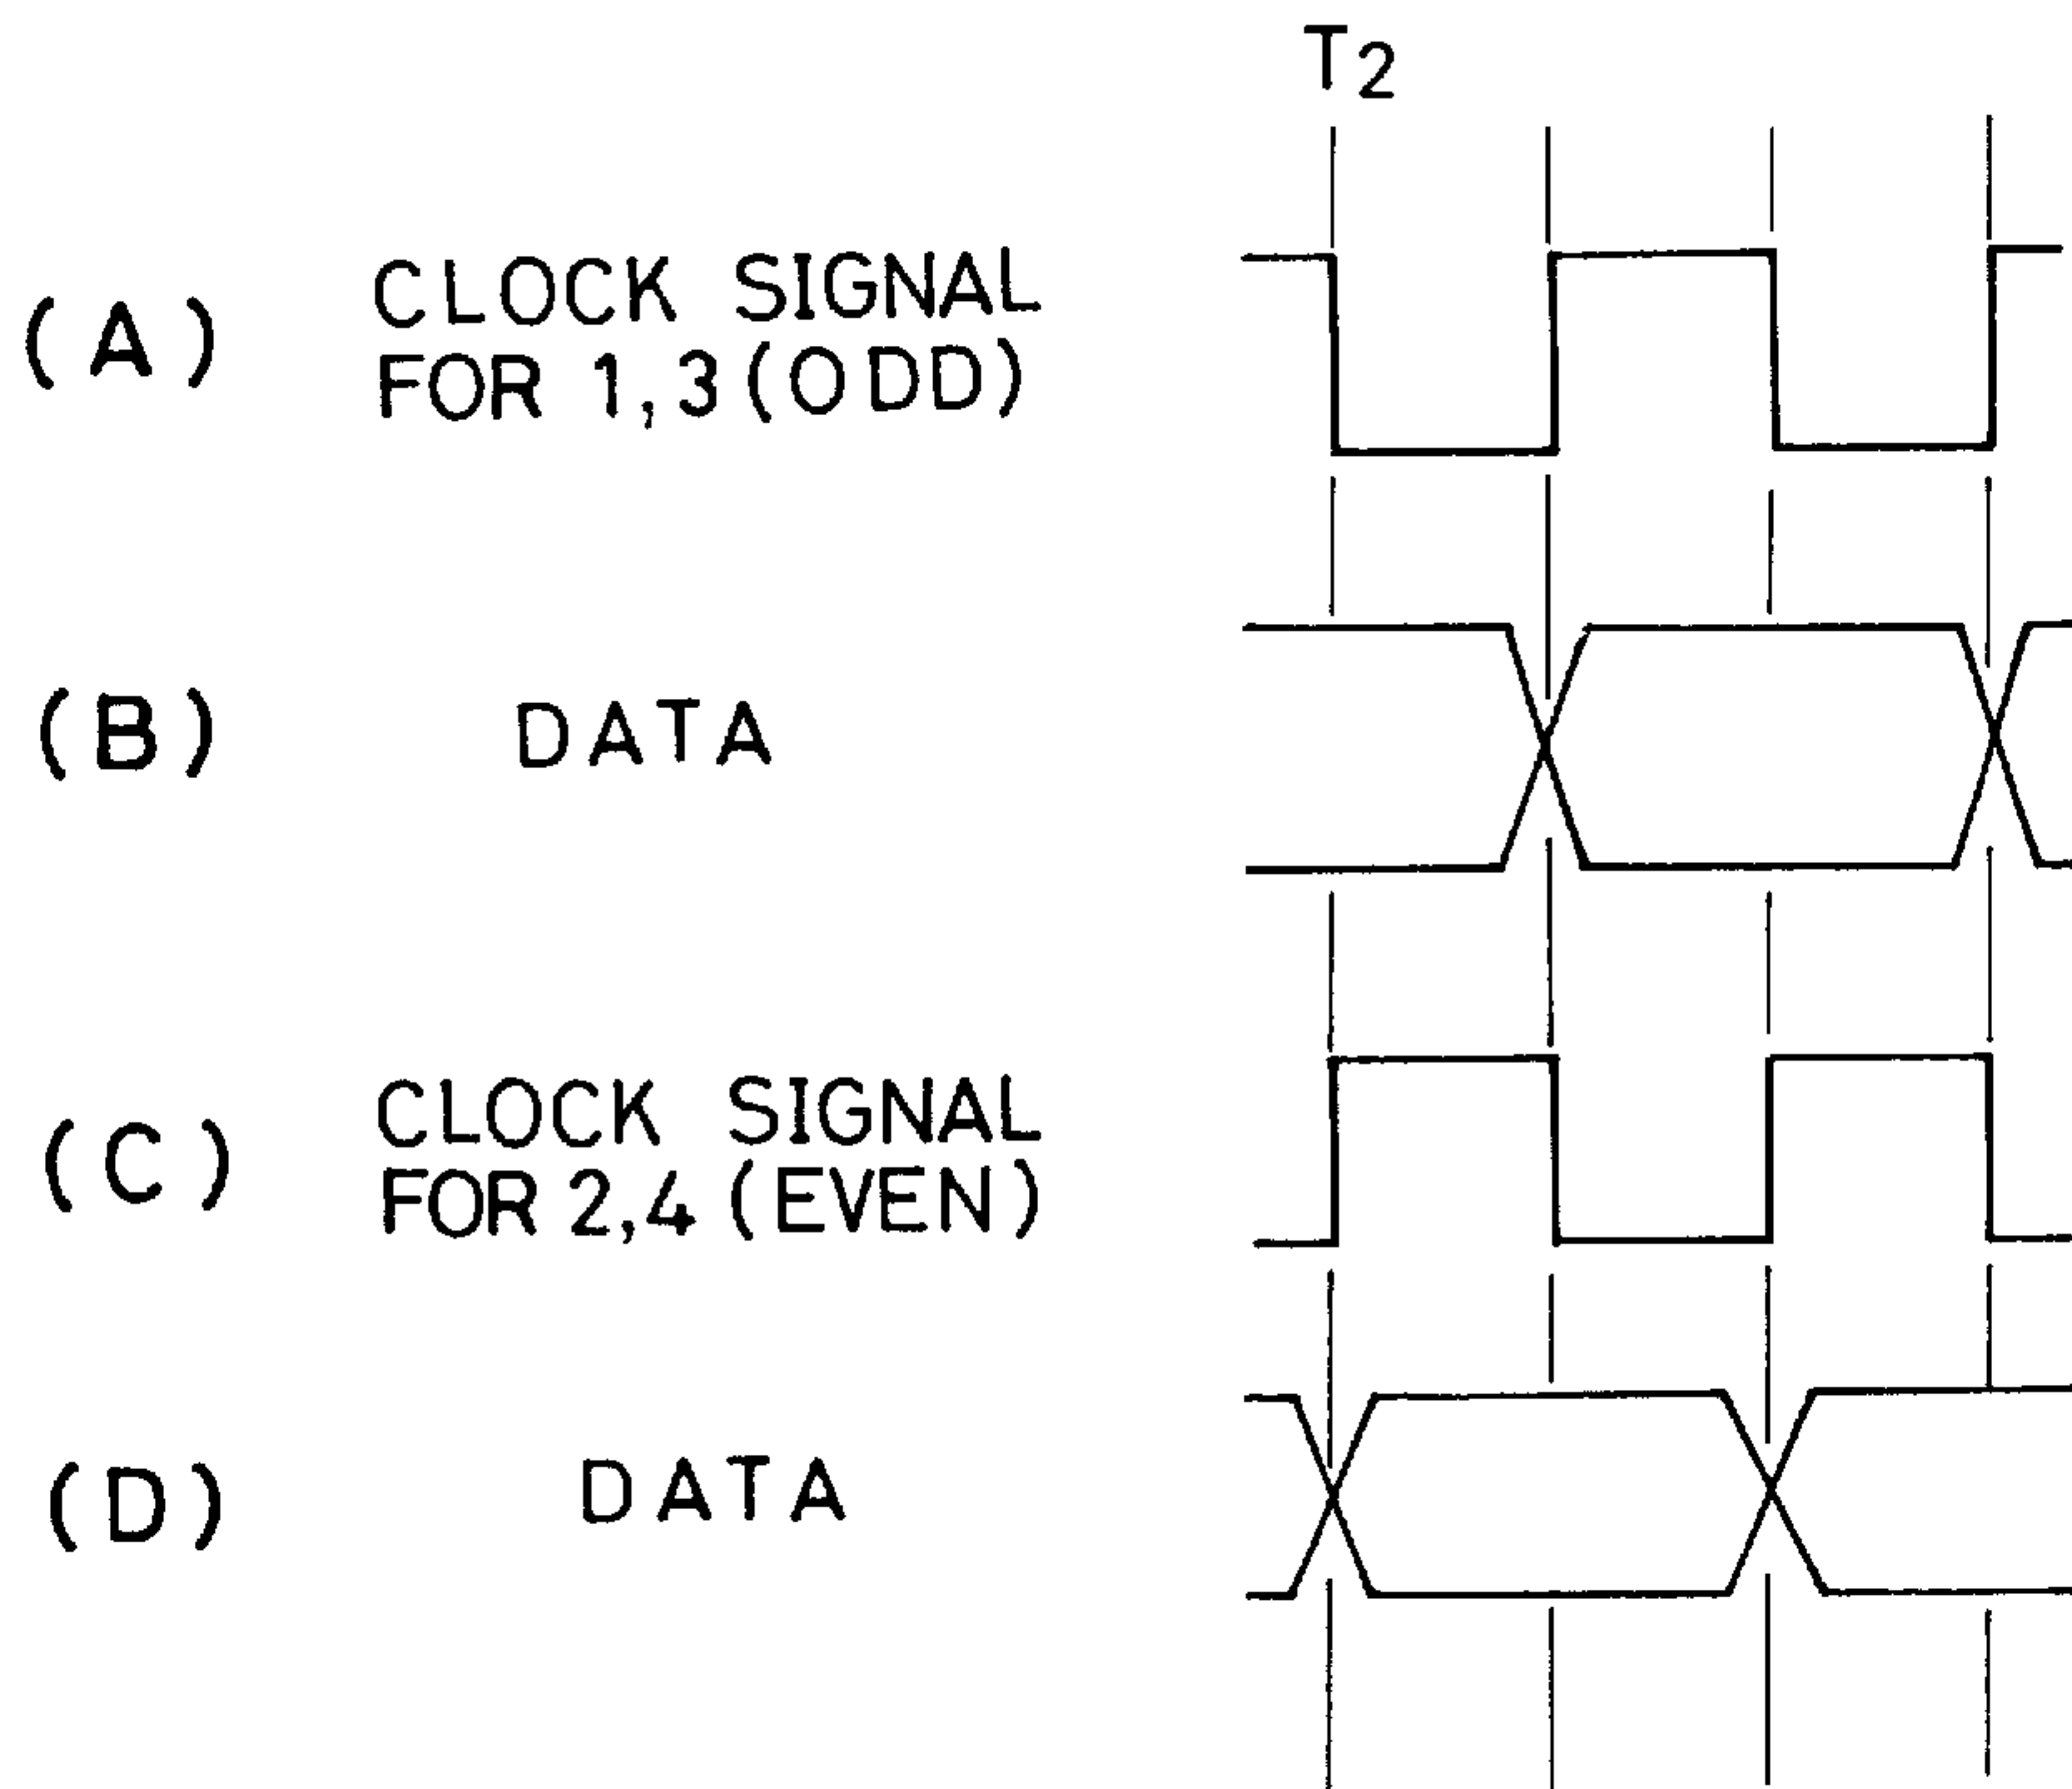 T2
(A) CLOCK SIGNAL
FOR 1,3(ODD)
(B) DATA
(C) CLOCK SIGNAL
FOR 2,4 (EVEN)
(D) DATA